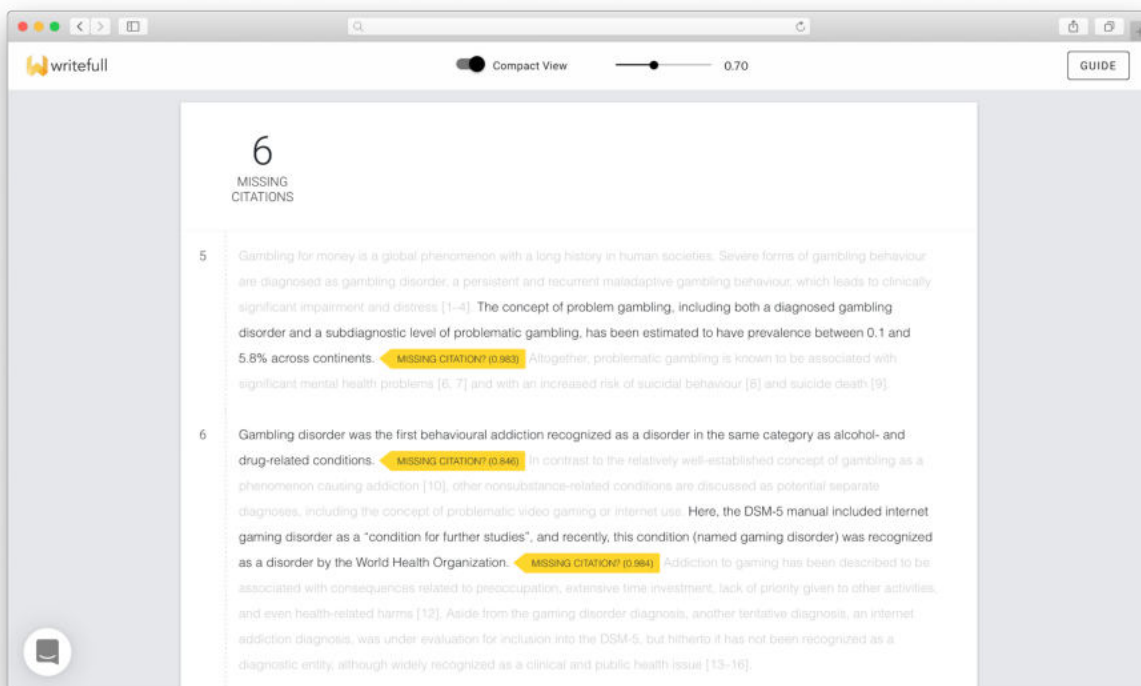 writefull
Compact View
0.70
GUIDE
6
MISSING
CITATIONS
5
Gambling for money is a global phenomenon with a long history in human societies. Severe forms of gambling behaviour
are diagnosed as gambling disorder, a persistent and recurrent maladaptive gambling behaviour, which leads to clinically
significant impairment and distress [1-4]. The concept of problem gambling, including both a diagnosed gambling
disorder and a subdiagnostic level of problematic gambling, has been estimated to have prevalence between 0.1 and
5.8% across continents. MISSING CITATION? (0.983) Altogether, problematic gambling is known to be associated with
significant mental health problems [6, 7] and with an increased risk of suicidal behaviour [8] and suicide death [9].
6
Gambling disorder was the first behavioural addiction recognized as a disorder in the same category as alcohol- and
drug-related conditions. MISSING CITATION? (0.846) In contrast to the relatively well-established concept of gambling as a
phenomenon causing addiction [10], other nonsubstance-related conditions are discussed as potential separate
diagnoses, including the concept of problematic video gaming or internet use. Here, the DSM-5 manual included internet
gaming disorder as a “condition for further studies”, and recently, this condition (named gaming disorder) was recognized
as a disorder by the World Health Organization. MISSING CITATION? (0.984) Addiction to gaming has been described to be
associated with consequences related to preoccupation, extensive time investment, lack of priority given to other activities,
and even health-related harms [12]. Aside from the gaming disorder diagnosis, another tentative diagnosis, an internet
addiction diagnosis, was under evaluation for inclusion into the DSM-5, but hitherto it has not been recognized as a
diagnostic entity, although widely recognized as a clinical and public health issue [13-16].